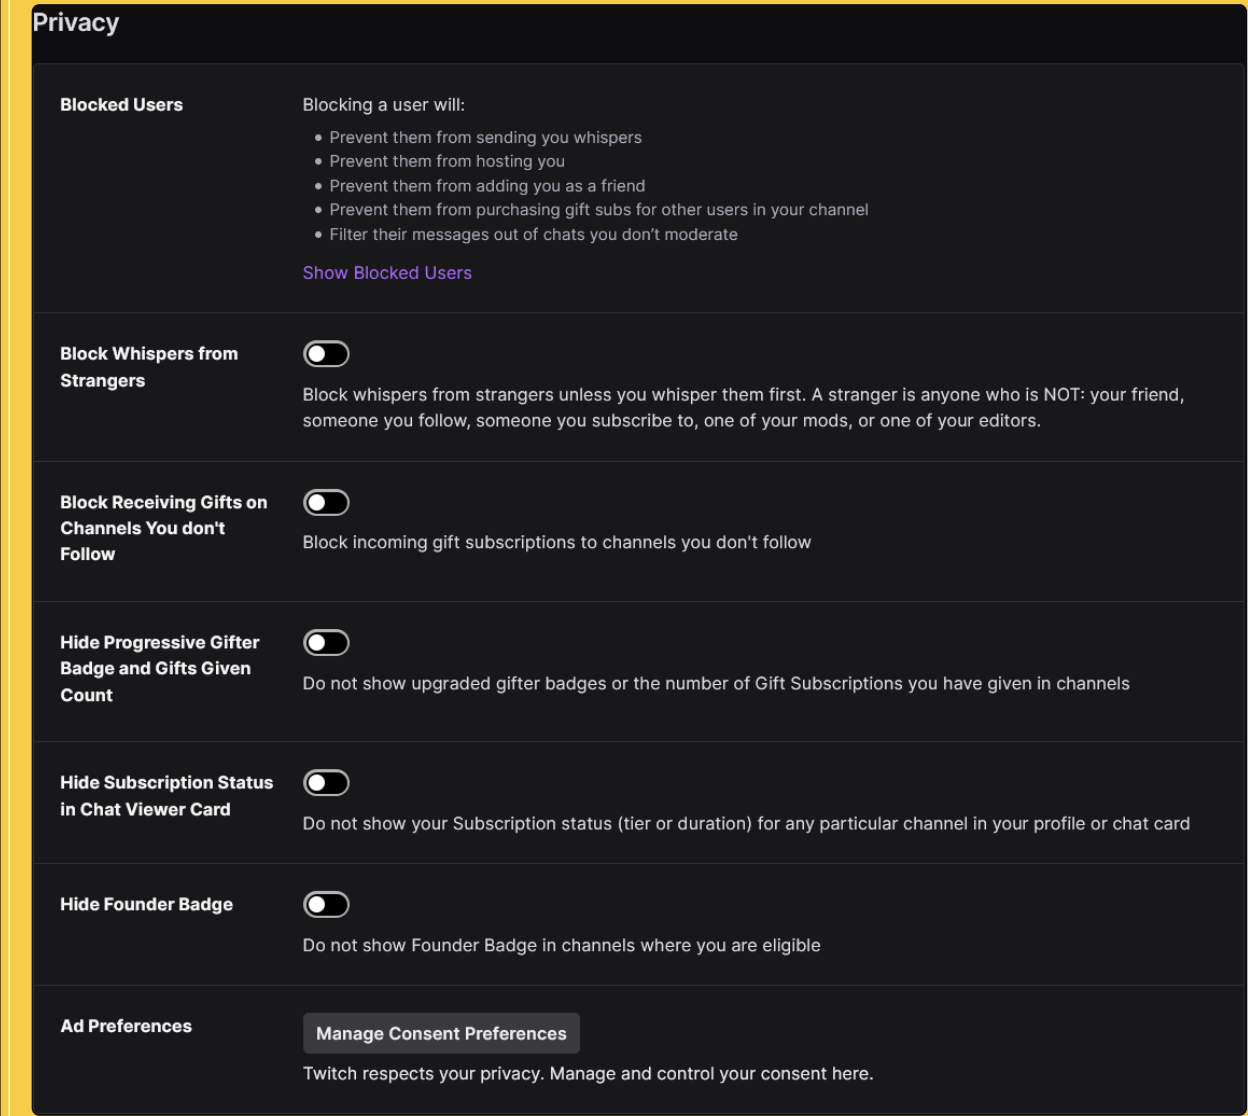 Privacy
Blocked Users
Blocking a user will:
• Prevent them from sending you whispers
• Prevent them from hosting you
• Prevent them from adding you as a friend
• Prevent them from purchasing gift subs for other users in your channel
• Filter their messages out of chats you don’t moderate
Show Blocked Users
Block Whispers from
Strangers
Block whispers from strangers unless you whisper them first. A stranger is anyone who is NOT: your friend,
someone you follow, someone you subscribe to, one of your mods, or one of your editors.
Block Receiving Gifts on
Channels You don't
Follow
Block incoming gift subscriptions to channels you don't follow
Hide Progressive Gifter
Badge and Gifts Given
Count
Do not show upgraded gifter badges or the number of Gift Subscriptions you have given in channels
Hide Subscription Status
in Chat Viewer Card
Do not show your Subscription status (tier or duration) for any particular channel in your profile or chat card
Hide Founder Badge
Do not show Founder Badge in channels where you are eligible
Ad Preferences
Manage Consent Preferences
Twitch respects your privacy. Manage and control your consent here.